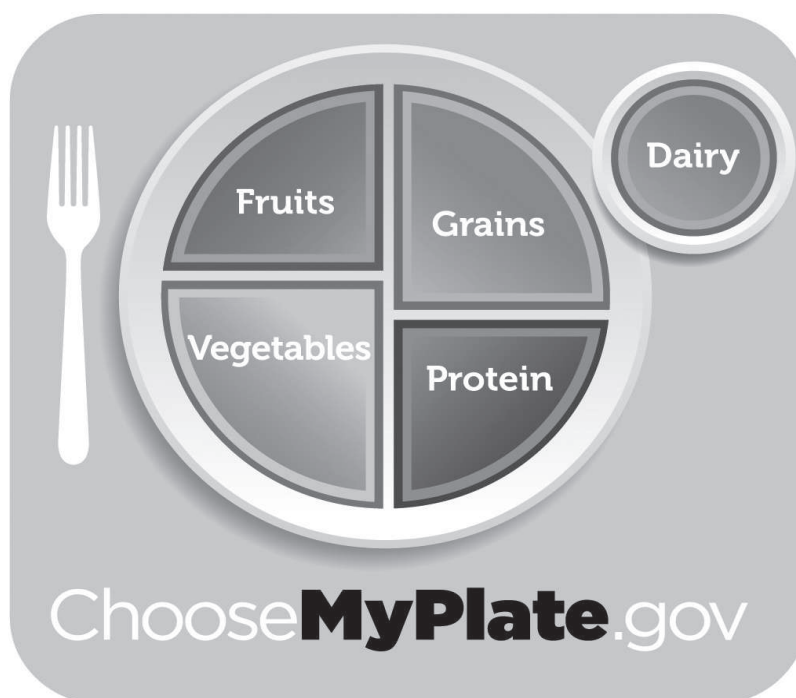 Fruits
Grains
Dairy
Vegetables
Protein
ChooseMyPlate.gov